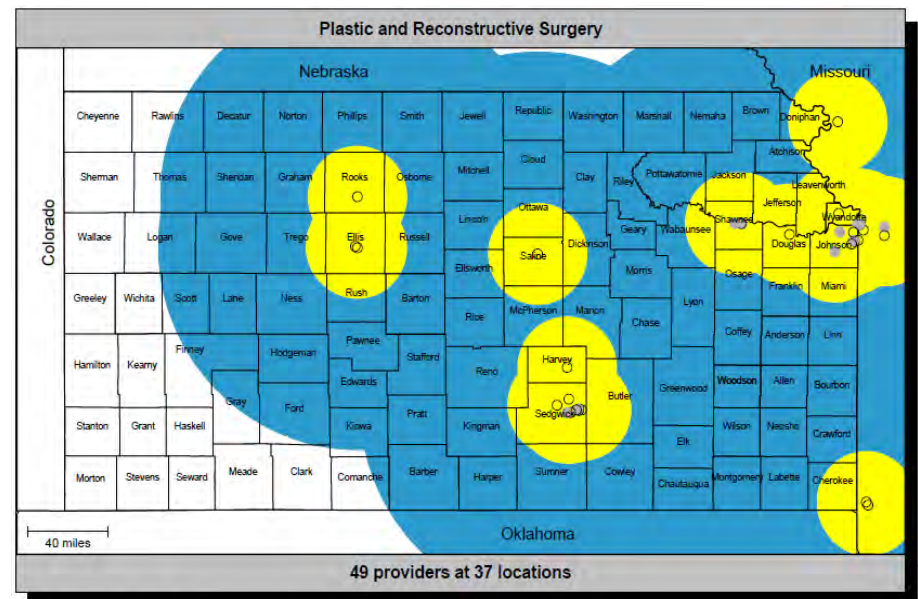 Plastic and Reconstructive Surgery
Nebraska
Missouri
Colorado
Cheyenne Rawlins Decatur Norton Phillips Smith Jewell Republic Washington Marshall Nemaha Brown Doniphan
Atchison
Sherman Thomas Sheridan Graham Rooks Osborne Mitchell Cloud Clay Riley Pottawatomie Jackson
Leavenworth
Jefferson
Wallace Logan Gove Trego Ellis Russell Lincoln Ottawa Geary Wabaunsee Shawnee Wyandotte
Saline Dickinson Douglas Johnson
Ellsworth Morris Osage
Greeley Wichita Scott Lane Ness Rush Barton Rice McPherson Marion Chase Lyon Franklin Miami
Coffey Anderson Linn
Hamilton Kearny Finney Hodgeman Pawnee Stafford Reno Harvey
Edwards Butler Greenwood Woodson Allen Bourbon
Gray Ford
Stanton Grant Haskell Kiowa Pratt Kingman Sedgwick Wilson Neosho Crawford
Elk
Morton Stevens Seward Meade Clark Comanche Barber Harper Sumner Cowley Chautauqua Montgomery Labette Cherokee
40 miles
Oklahoma
49 providers at 37 locations